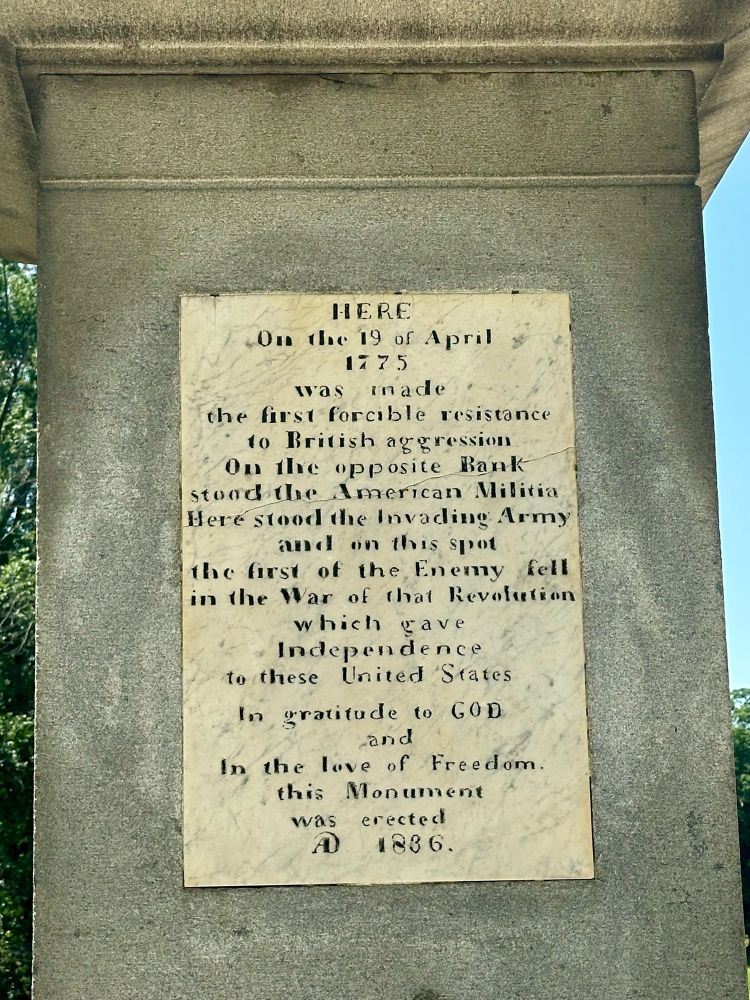 HERE
On the 19 of April
1775
was made
the first forcible resistance
to British aggression
On the opposite Bank
stood the American Militia
Here stood the Invading Army
and on this spot
the first of the Enemy fell
in the War of that Revolution
which gave
Independence
to these United States
In gratitude to GOD
and
In the love of Freedom.
this Monument
was erected
AD 1836.